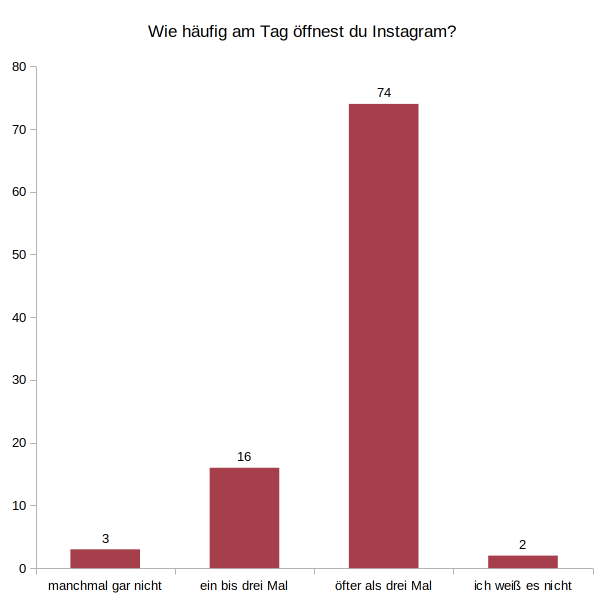 Wie häufig am Tag öffnest du Instagram?
80
70
60
50
40
30
20
10
0
3
16
74
2
manchmal gar nicht
ein bis drei Mal
öfter als drei Mal
ich weiß es nicht